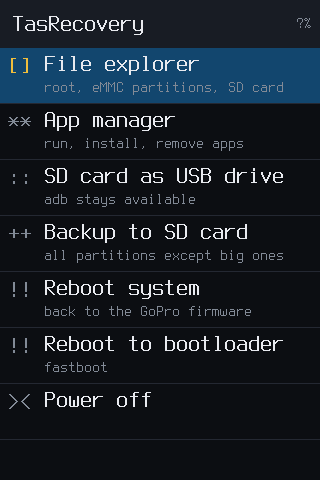 TasRecovery ?%
[] File explorer
root, eMMC partitions, SD card
** App manager
run, install, remove apps
:: SD card as USB drive
adb stays available
++ Backup to SD card
all partitions except big ones
!! Reboot system
back to the GoPro firmware
!! Reboot to bootloader
fastboot
>< Power off